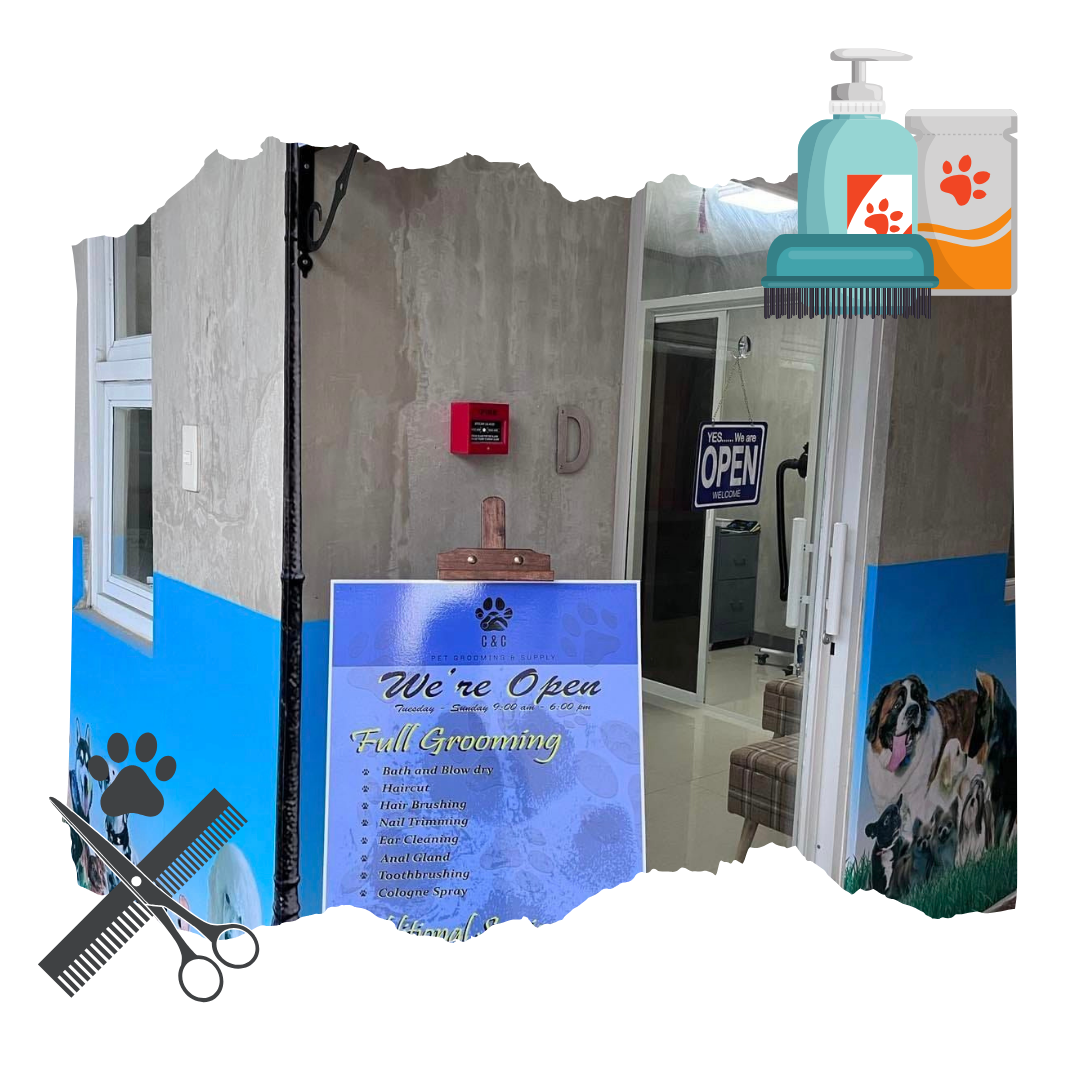 YES..... We are
OPEN
WELCOME
D
C & C
PET GROOMING & SUPPLY
We're Open
Tuesday - Sunday 9:00 am - 6:00 pm
Full Grooming
Bath and Blow dry
Haircut
Hair Brushing
Nail Trimming
Ear Cleaning
Anal Gland
Toothbrushing
Cologne Spray